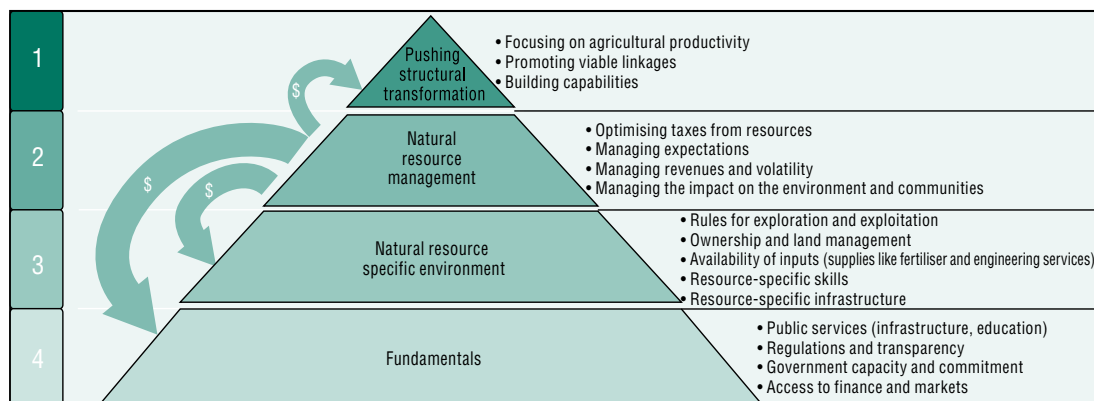 1
Pushing
structural
transformation
• Focusing on agricultural productivity
• Promoting viable linkages
• Building capabilities
$
2
Natural
resource
management
• Optimising taxes from resources
• Managing expectations
• Managing revenues and volatility
• Managing the impact on the environment and communities
$
$
3
Natural resource
specific environment
• Rules for exploration and exploitation
• Ownership and land management
• Availability of inputs (supplies like fertiliser and engineering services)
• Resource-specific skills
• Resource-specific infrastructure
4
Fundamentals
• Public services (infrastructure, education)
• Regulations and transparency
• Government capacity and commitment
• Access to finance and markets